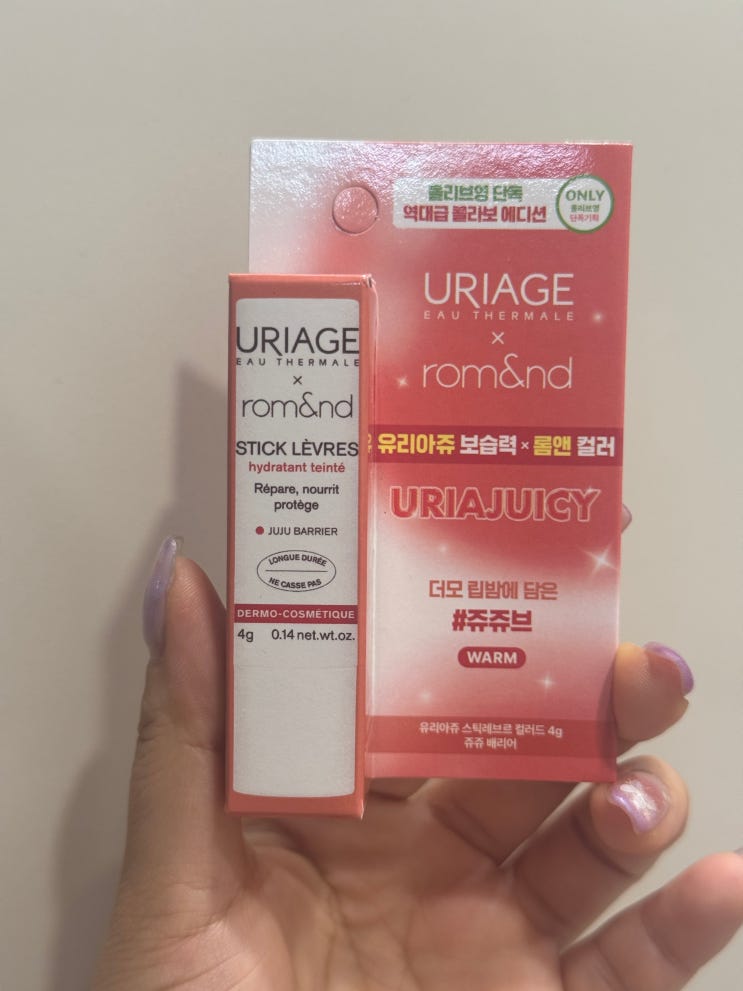 올리브영 단독
역대급 콜라보 에디션
ONLY
올리브영
단독기획
URIAGE
EAU THERMALE
×
rom&nd
유리아쥬 보습력 × 롬앤 컬러
URIAJUICY
더모 립밤에 담은
#쥬쥬브
WARM
유리아쥬 스틱레브르 컬러드 4g
쥬쥬 배리어
URIAGE
EAU THERMALE
×
rom&nd
STICK LÈVRES
hydratant teinté
Répare, nourrit
protège
JUJU BARRIER
LONGUE DURÉE
NE CASSE PAS
DERMO-COSMÉTIQUE
4g 0.14 net.wt.oz.